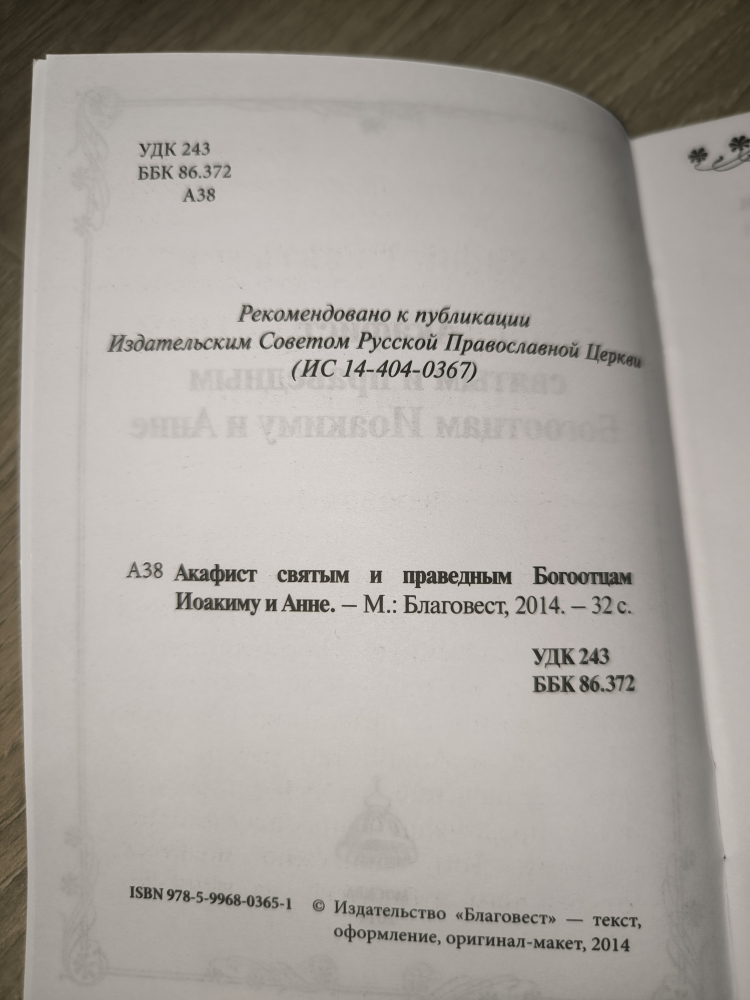 УДК 243
ББК 86.372
А38
Рекомендовано к публикации
Издательским Советом Русской Православной Церкви
(ИС 14-404-0367)
А38 Акафист святым и праведным Богоотцам
Иоакиму и Анне. – М.: Благовест, 2014. – 32 с.
УДК 243
ББК 86.372
ISBN 978-5-9968-0365-1 © Издательство «Благовест» — текст,
оформление, оригинал-макет, 2014